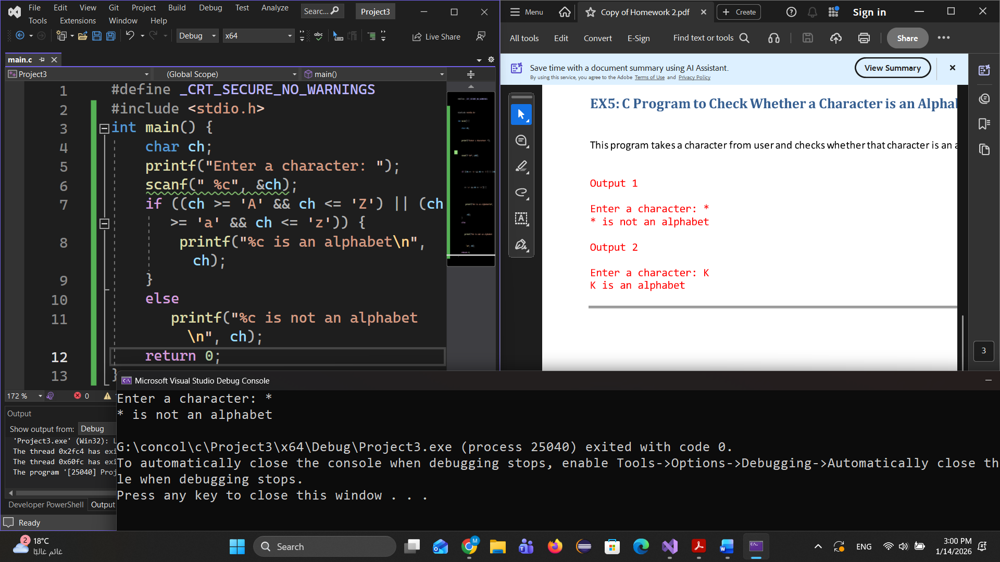 File Edit View Git Project Build Debug Test Analyze
Tools Extensions Window Help
Searc...
Project3
Debug
x64
Live Share
main.c
Project3
(Global Scope)
main()
1 #define _CRT_SECURE_NO_WARNINGS
2 #include <stdio.h>
3 int main() {
4 char ch;
5 printf("Enter a character: ");
6 scanf(" %c", &ch);
7 if ((ch >= 'A' && ch <= 'Z') || (ch
>= 'a' && ch <= 'z')) {
8 printf("%c is an alphabet\n",
ch);
9 }
10 else
11 printf("%c is not an alphabet
\n", ch);
12 return 0;
13 }
172 %
0
Output
Show output from: Debug
'Project3.exe' (Win32): L
The thread 0x2fc4 has exi
The thread 0x60fc has exi
The program '[25040] Proj
Developer PowerShell
Output
Ready
Menu
Copy of Homework 2.pdf
Create
Sign in
All tools
Edit
Convert
E-Sign
Find text or tools
Share
Save time with a document summary using AI Assistant.
By using this service, you agree to the Adobe Terms of Use and Privacy Policy
View Summary
EX5: C Program to Check Whether a Character is an Alphal
This program takes a character from user and checks whether that character is an a
Output 1
Enter a character: *
* is not an alphabet
Output 2
Enter a character: K
K is an alphabet
3
Microsoft Visual Studio Debug Console
Enter a character: *
* is not an alphabet
G:\concol\c\Project3\x64\Debug\Project3.exe (process 25040) exited with code 0.
To automatically close the console when debugging stops, enable Tools->Options->Debugging->Automatically close th
le when debugging stops.
Press any key to close this window . . .
2
18°C
غائم غالبًا
Search
ENG
3:00 PM
1/14/2026